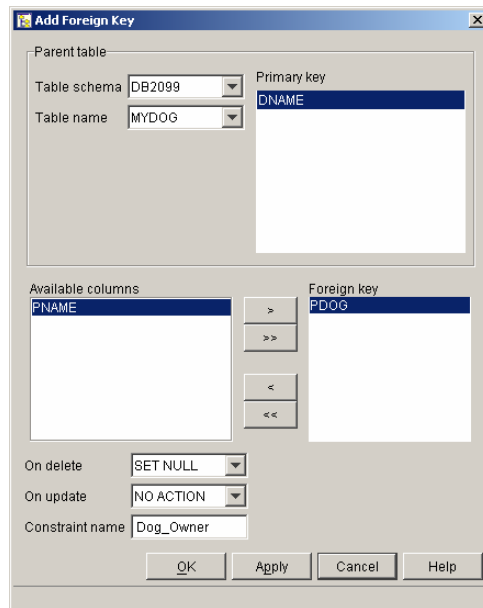 Add Foreign Key
Parent table
Table schema DB2099
Table name MYDOG
Primary key
DNAME
Available columns
PNAME
>
>>
<
<<
Foreign key
PDOG
On delete SET NULL
On update NO ACTION
Constraint name Dog_Owner
OK Apply Cancel Help